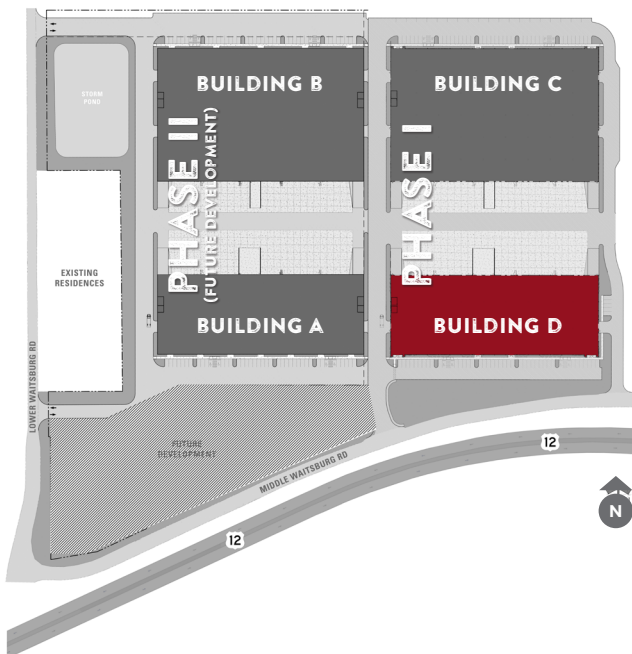 BUILDING B
BUILDING C
STORM
POND
PHASE II
(FUTURE DEVELOPMENT)
PHASE I
EXISTING
RESIDENCES
BUILDING A
BUILDING D
LOWER WAITSBURG RD
FUTURE
DEVELOPMENT
MIDDLE WAITSBURG RD
12
12
N